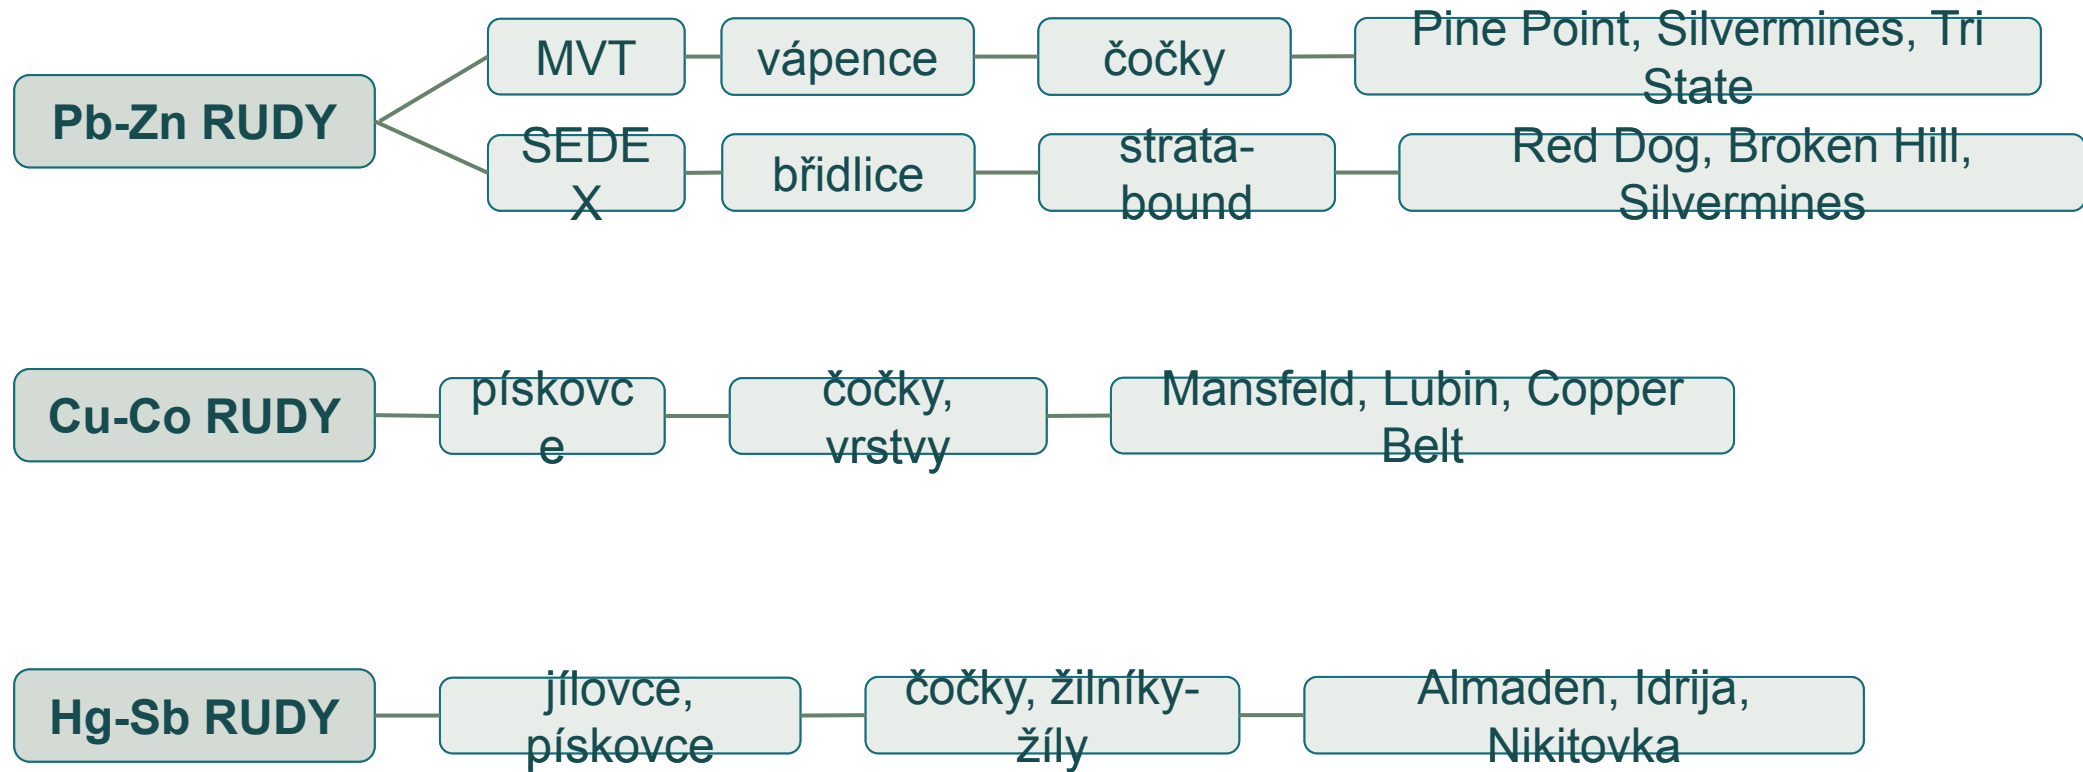 Pb-Zn RUDY
MVT
vápence
čočky
Pine Point, Silvermines, Tri
State
SEDE
X
břidlice
strata-
bound
Red Dog, Broken Hill,
Silvermines
Cu-Co RUDY
pískovc
e
čočky,
vrstvy
Mansfeld, Lubin, Copper
Belt
Hg-Sb RUDY
jílovce,
pískovce
čočky, žilníky-
žíly
Almaden, Idrija,
Nikitovka